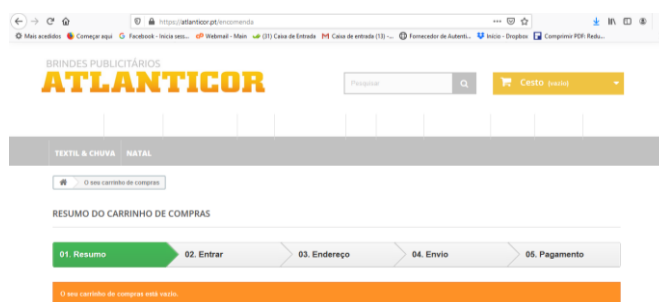 https://atlanticor.pt/encomenda
Mais acedidos Começar aqui Facebook - Inicia sess... Webmail - Main (31) Caixa de Entrada Caixa de entrada (13) -... Fornecedor de Autenti... Início - Dropbox Comprimir PDF: Redu...
BRINDES PUBLICITÁRIOS
ATLANTICOR
Pesquisar
Cesto (vazio)
TEXTIL & CHUVA NATAL
O seu carrinho de compras
RESUMO DO CARRINHO DE COMPRAS
01. Resumo 02. Entrar 03. Endereço 04. Envio 05. Pagamento
O seu carrinho de compras está vazio.